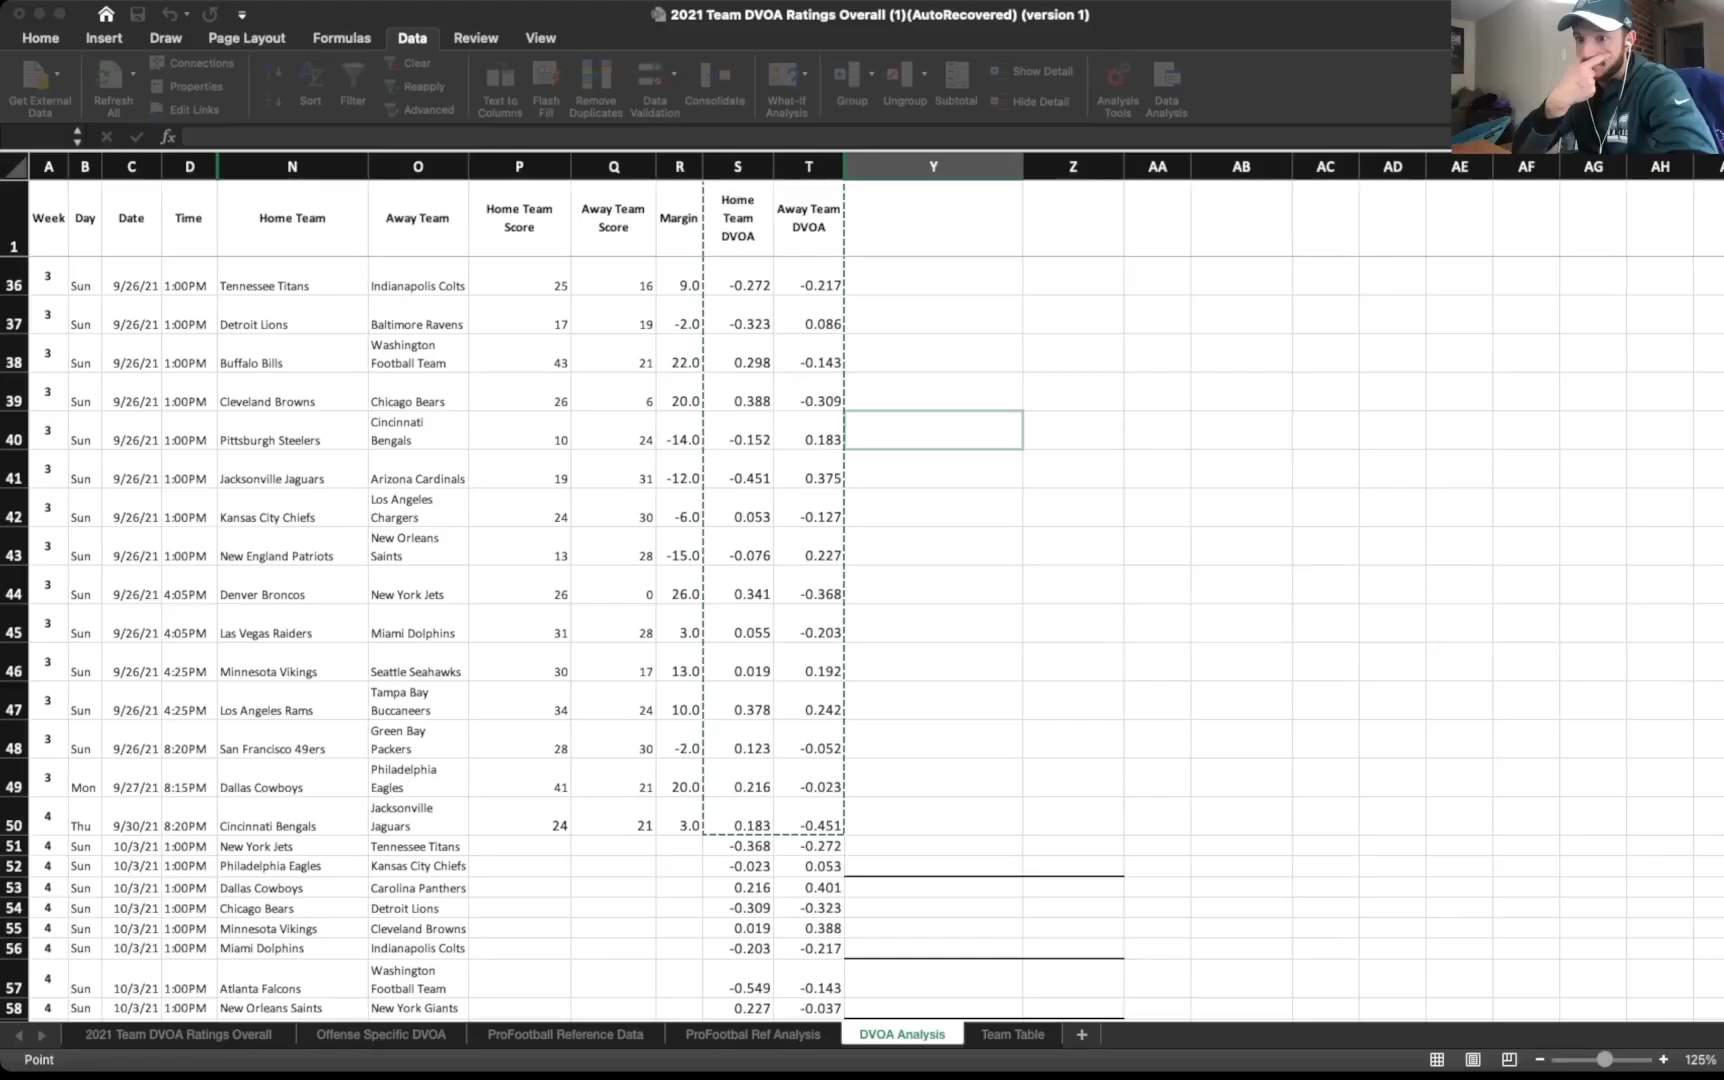 2021 Team DVOA Ratings Overall (1)(AutoRecovered) (version 1)
Home Insert Draw Page Layout Formulas Data Review View
Get External Data
Refresh All
Connections
Properties
Edit Links
Sort
Filter
Clear
Reapply
Advanced
Text to Columns
Flash Fill
Remove Duplicates
Data Validation
Consolidate
What-If Analysis
Group
Ungroup
Subtotal
Show Detail
Hide Detail
Analysis Tools
Data Analysis
fx
A B C D N O P Q R S T Y Z AA AB AC AD AE AF AG AH
1 Week Day Date Time Home Team Away Team Home Team Score Away Team Score Margin Home Team DVOA Away Team DVOA
36 3 Sun 9/26/21 1:00PM Tennessee Titans Indianapolis Colts 25 16 9.0 -0.272 -0.217
37 3 Sun 9/26/21 1:00PM Detroit Lions Baltimore Ravens 17 19 -2.0 -0.323 0.086
38 3 Sun 9/26/21 1:00PM Buffalo Bills Washington Football Team 43 21 22.0 0.298 -0.143
39 3 Sun 9/26/21 1:00PM Cleveland Browns Chicago Bears 26 6 20.0 0.388 -0.309
40 3 Sun 9/26/21 1:00PM Pittsburgh Steelers Cincinnati Bengals 10 24 -14.0 -0.152 0.183
41 3 Sun 9/26/21 1:00PM Jacksonville Jaguars Arizona Cardinals 19 31 -12.0 -0.451 0.375
42 3 Sun 9/26/21 1:00PM Kansas City Chiefs Los Angeles Chargers 24 30 -6.0 0.053 -0.127
43 3 Sun 9/26/21 1:00PM New England Patriots New Orleans Saints 13 28 -15.0 -0.076 0.227
44 3 Sun 9/26/21 4:05PM Denver Broncos New York Jets 26 0 26.0 0.341 -0.368
45 3 Sun 9/26/21 4:05PM Las Vegas Raiders Miami Dolphins 31 28 3.0 0.055 -0.203
46 3 Sun 9/26/21 4:25PM Minnesota Vikings Seattle Seahawks 30 17 13.0 0.019 0.192
47 3 Sun 9/26/21 4:25PM Los Angeles Rams Tampa Bay Buccaneers 34 24 10.0 0.378 0.242
48 3 Sun 9/26/21 8:20PM San Francisco 49ers Green Bay Packers 28 30 -2.0 0.123 -0.052
49 3 Mon 9/27/21 8:15PM Dallas Cowboys Philadelphia Eagles 41 21 20.0 0.216 -0.023
50 4 Thu 9/30/21 8:20PM Cincinnati Bengals Jacksonville Jaguars 24 21 3.0 0.183 -0.451
51 4 Sun 10/3/21 1:00PM New York Jets Tennessee Titans -0.368 -0.272
52 4 Sun 10/3/21 1:00PM Philadelphia Eagles Kansas City Chiefs -0.023 0.053
53 4 Sun 10/3/21 1:00PM Dallas Cowboys Carolina Panthers 0.216 0.401
54 4 Sun 10/3/21 1:00PM Chicago Bears Detroit Lions -0.309 -0.323
55 4 Sun 10/3/21 1:00PM Minnesota Vikings Cleveland Browns 0.019 0.388
56 4 Sun 10/3/21 1:00PM Miami Dolphins Indianapolis Colts -0.203 -0.217
57 4 Sun 10/3/21 1:00PM Atlanta Falcons Washington Football Team -0.549 -0.143
58 4 Sun 10/3/21 1:00PM New Orleans Saints New York Giants 0.227 -0.037
2021 Team DVOA Ratings Overall Offense Specific DVOA ProFootball Reference Data ProFootbal Ref Analysis DVOA Analysis Team Table +
Point
125%